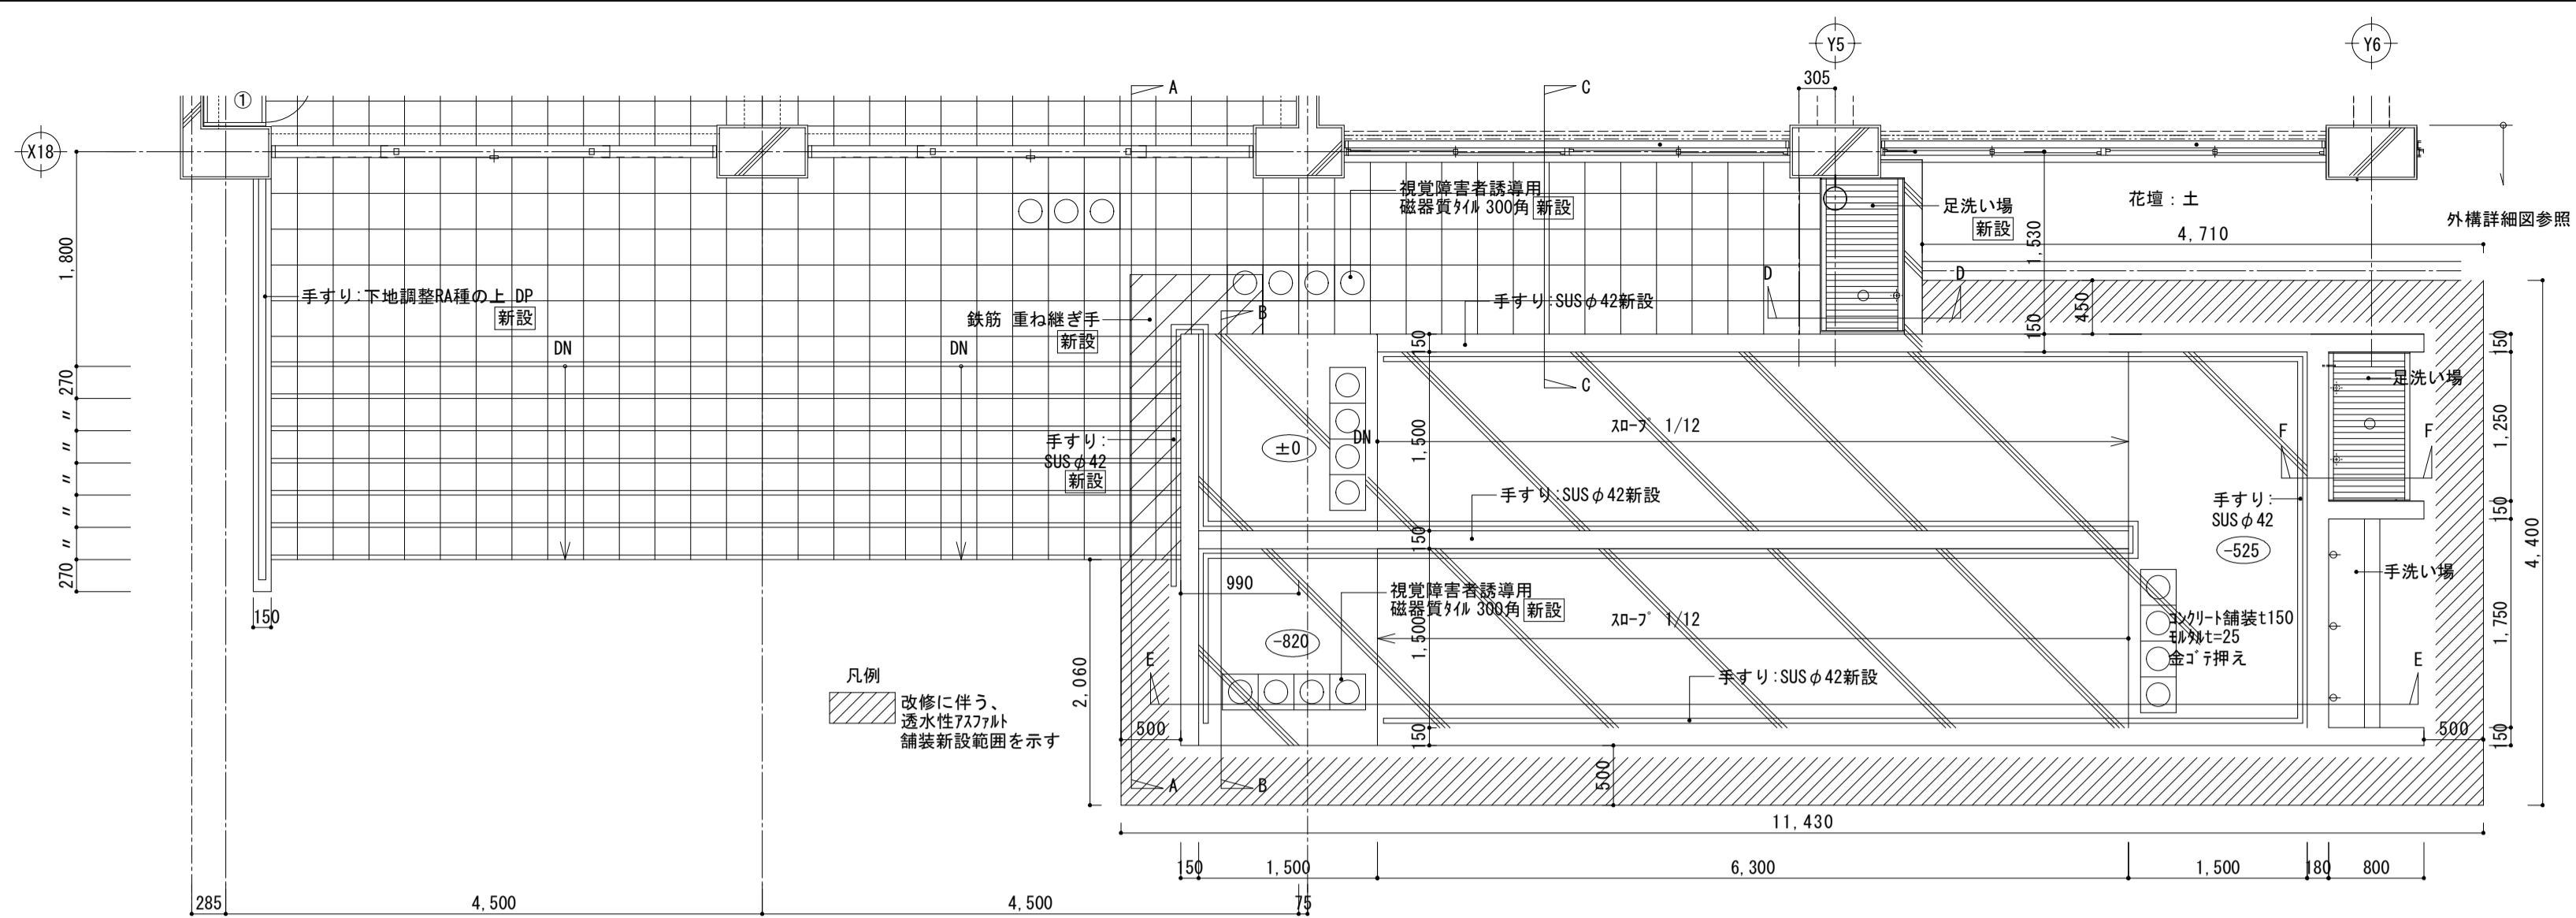 Y5
Y6
305
A
C
①
X18
視覚障害者誘導用
磁器質ﾀｲﾙ 300角 新設
足洗い場
新設
花壇：土
外構詳細図参照
4,710
1,530
1,800
手すり:下地調整RA種の上 DP
新設
手すり:SUSφ42新設
D
D
鉄筋 重ね継ぎ手
新設
B
450
150
150
150
DN
DN
C
270
〃
〃
〃
〃
〃
270
手すり:
SUSφ42
新設
±0
DN
1,500
ｽﾛｰﾌﾟ 1/12
足洗い場
F
F
1,250
手すり:SUSφ42新設
手すり:
SUSφ42
150
150
-525
4,400
990
視覚障害者誘導用
磁器質ﾀｲﾙ 300角 新設
手洗い場
150
-820
1,500
ｽﾛｰﾌﾟ 1/12
ｺﾝｸﾘｰﾄ舗装t150
ﾓﾙﾀﾙt=25
金ｺﾞﾃ押え
1,750
E
E
2,060
凡例
改修に伴う、
透水性ｱｽﾌｧﾙﾄ
舗装新設範囲を示す
手すり:SUSφ42新設
500
150
500
150
500
A
B
11,430
150
1,500
6,300
1,500
180
800
285
4,500
4,500
75